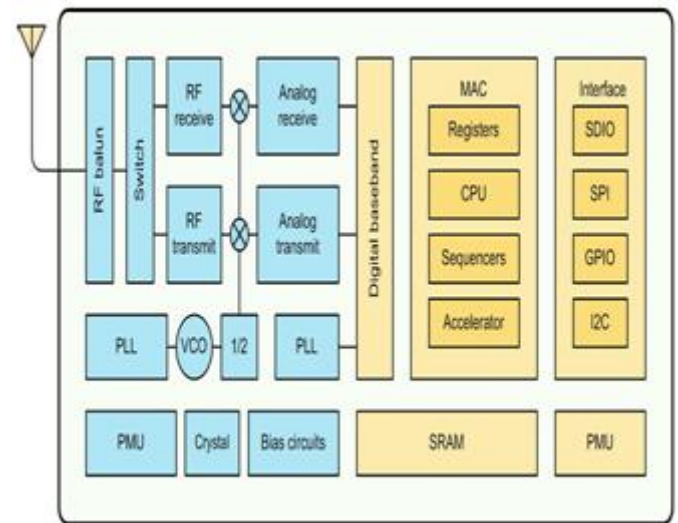 RF balun
Switch
RF
receive
Analog
receive
RF
transmit
Analog
transmit
Digital baseband
MAC
Registers
CPU
Sequencers
Accelerator
Interface
SDIO
SPI
GPIO
I2C
PLL
VCO
1/2
PLL
PMU
Crystal
Bias circuits
SRAM
PMU